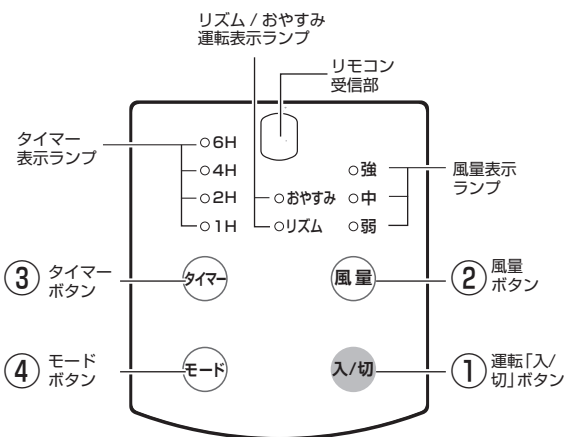 リズム / おやすみ
運転表示ランプ
リモコン
受信部
タイマー
表示ランプ
6H
4H
2H
1H
おやすみ
リズム
強
中
弱
風量表示
ランプ
③ タイマー
ボタン
タイマー
風量
② 風量
ボタン
④ モード
ボタン
モード
入/切
① 運転「入/
切」ボタン